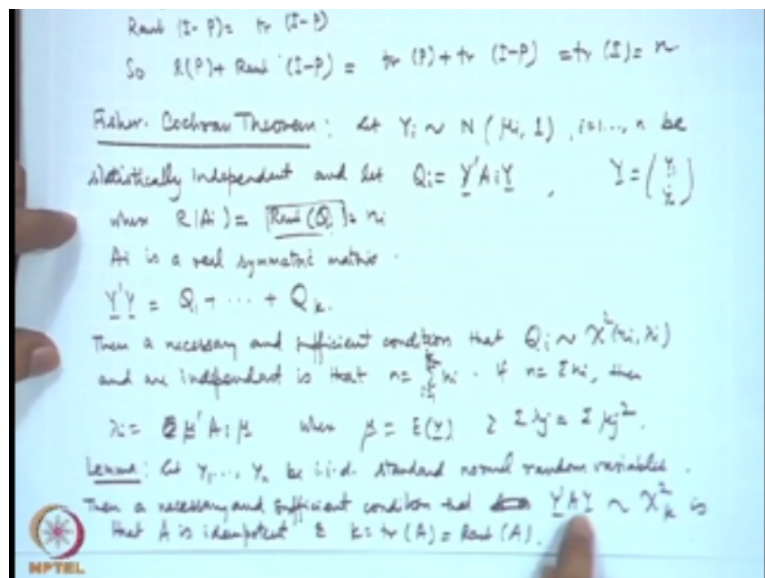 Rank (I-P) = tr (I-P)
So R(P) + Rank (I-P) = tr (P) + tr (I-P) = tr (I) = n
Fisher-Cochran Theorem: Let Yi ~ N(μi, 1), i=1..., n be
statistically independent and let Qi = Y'AiY, Y = (Y1 ⋮ Yn)
where R(Ai) = Rank(Qi) = ni
Ai is a real symmetric matrix.
Y'Y = Q1 + ... + Qk.
Then a necessary and sufficient condition that Qi ~ χ²(ni, λi)
and are independent is that n = Σ ni. If n = Σni, then
λi = μ'Aiμ where μ = E(Y) & Σλj = Σμj².
Lemma: Let Y1, ..., Yn be i.i.d. standard normal random variables.
Then a necessary and sufficient condition that Y'AY ~ χ²k is
that A is idempotent & k = tr(A) = Rank(A).
NPTEL